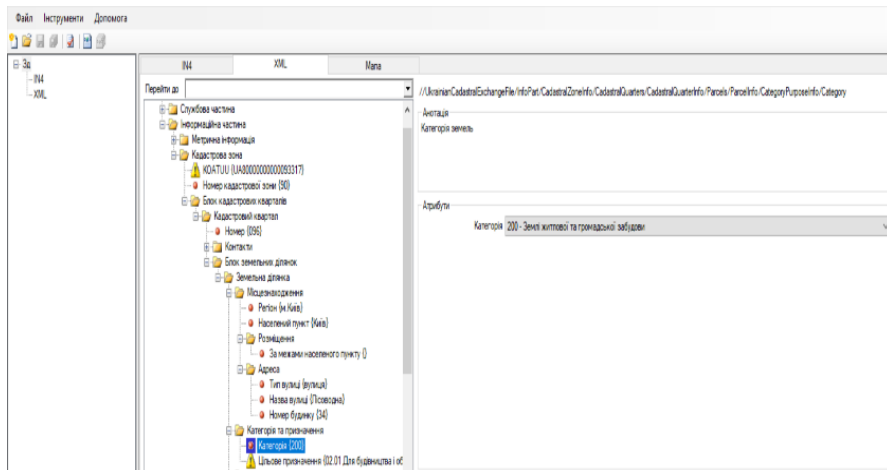 Файл Інструменти Допомога
Зд
IN4
XML
IN4 XML Мапа
Перейти до
Службова частина
Інформаційна частина
Метрична інформація
Кадастрова зона
KOATUU {UA80000000000093317}
Номер кадастрової зони {90}
Блок кадастрових кварталів
Кадастровий квартал
Номер {096}
Контакти
Блок земельних ділянок
Земельна ділянка
Місцезнаходження
Регіон {м.Київ}
Населений пункт {Київ}
Розміщення
За межами населеного пункту {}
Адреса
Тип вулиці {вулиця}
Назва вулиці {Лісоводна}
Номер будинку {34}
Категорія та призначення
Категорія {200}
Цільове призначення {02.01 Для будівництва і об
//UkrainianCadastralExchangeFile/InfoPart/CadastralZoneInfo/CadastralQuarters/CadastralQuarterInfo/Parcels/ParcelInfo/CategoryPurposeInfo/Category
Анотація
Категорія земель
Атрибути
Категорія 200 - Землі житлової та громадської забудови